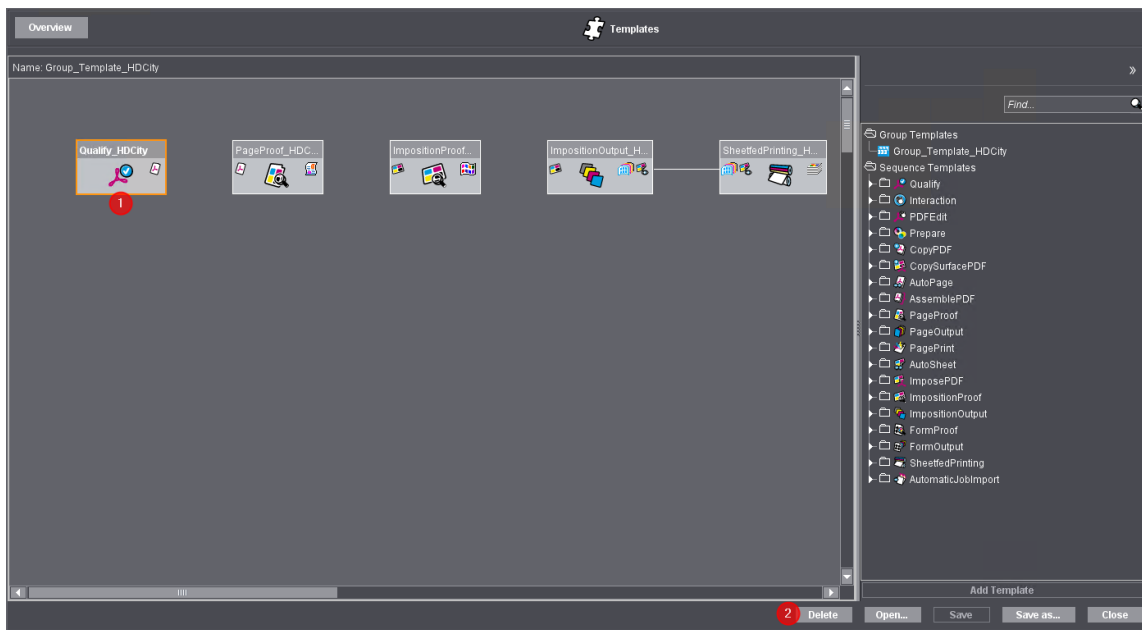 Overview
Templates
Name: Group_Template_HDCity
»
Find...
Qualify_HDCity
PageProof_HDC...
ImpositionProof...
ImpositionOutput_H...
SheetfedPrinting_H...
1
Group Templates
Group_Template_HDCity
Sequence Templates
Qualify
Interaction
PDFEdit
Prepare
CopyPDF
CopySurfacePDF
AutoPage
AssemblePDF
PageProof
PageOutput
PagePrint
AutoSheet
ImposePDF
ImpositionProof
ImpositionOutput
FormProof
FormOutput
SheetfedPrinting
AutomaticJobImport
Add Template
2 Delete Open... Save Save as... Close